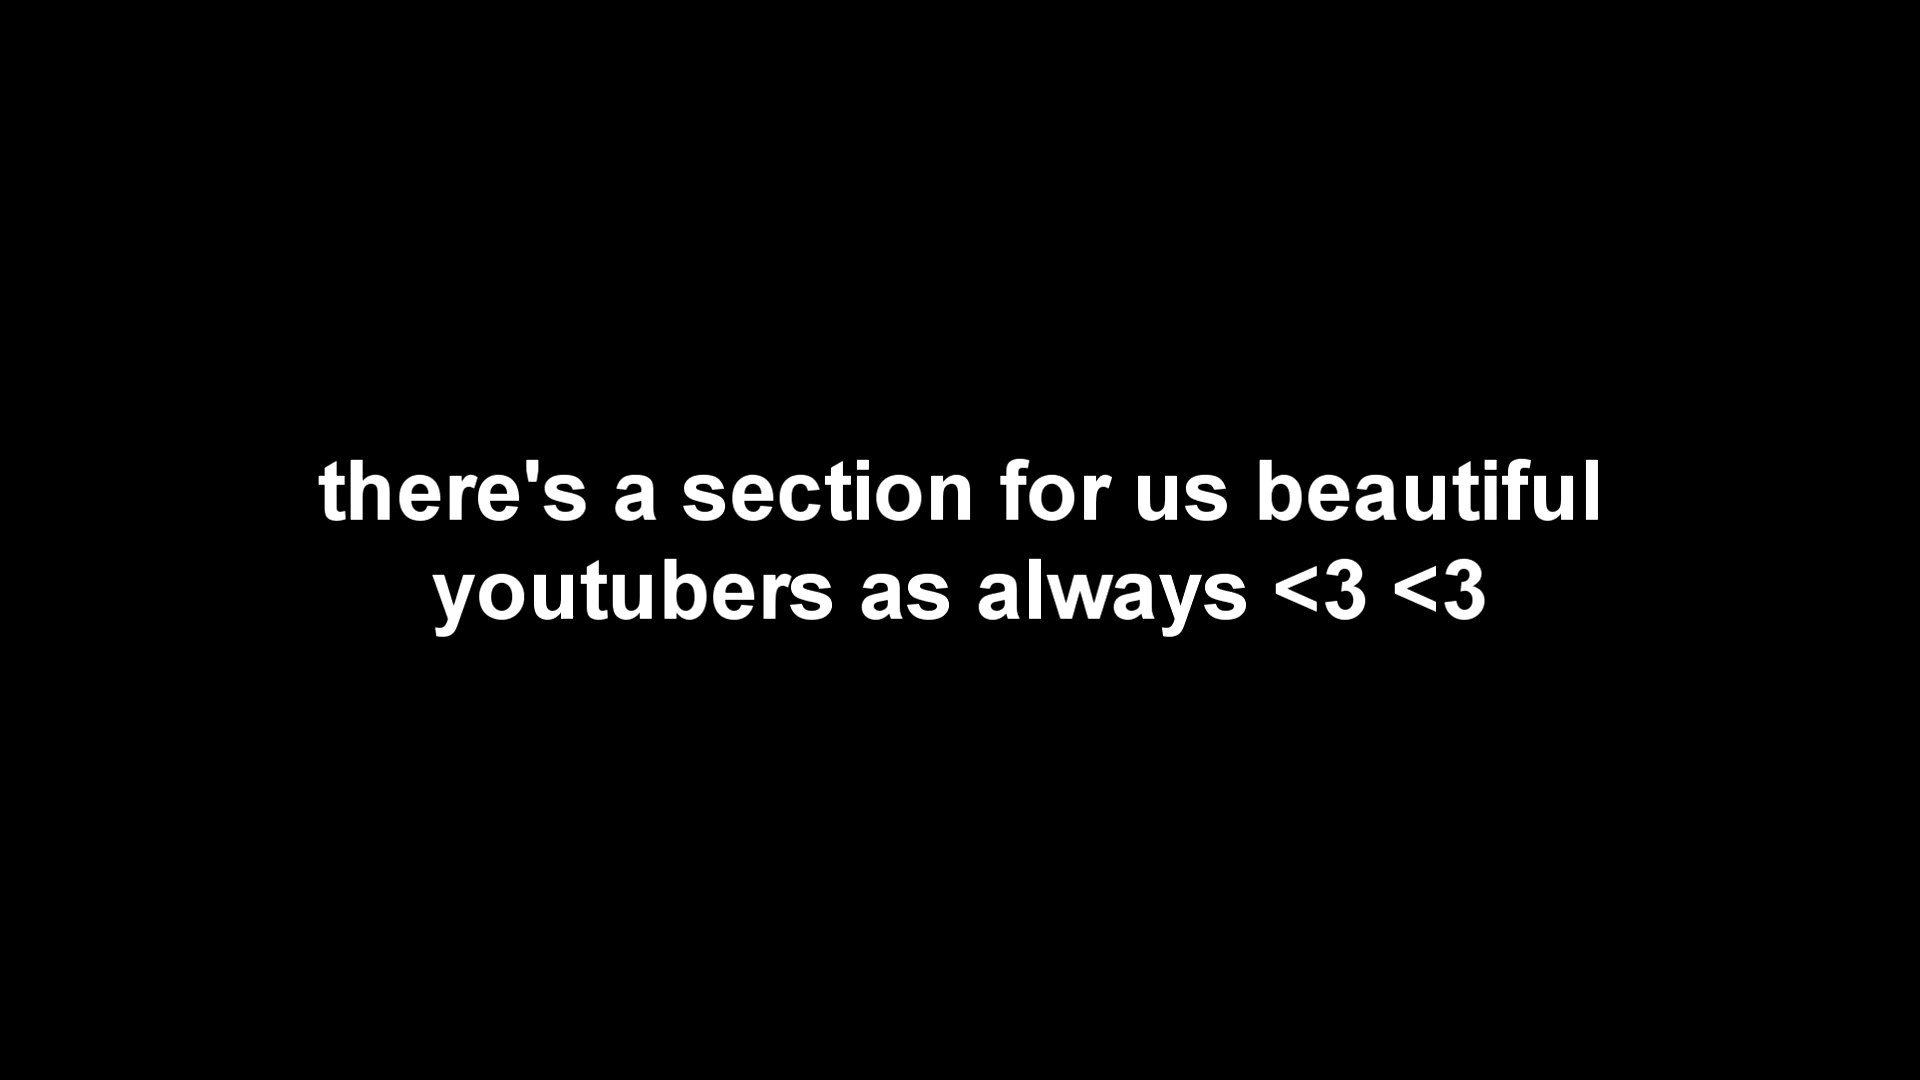 there's a section for us beautiful
youtubers as always <3 <3